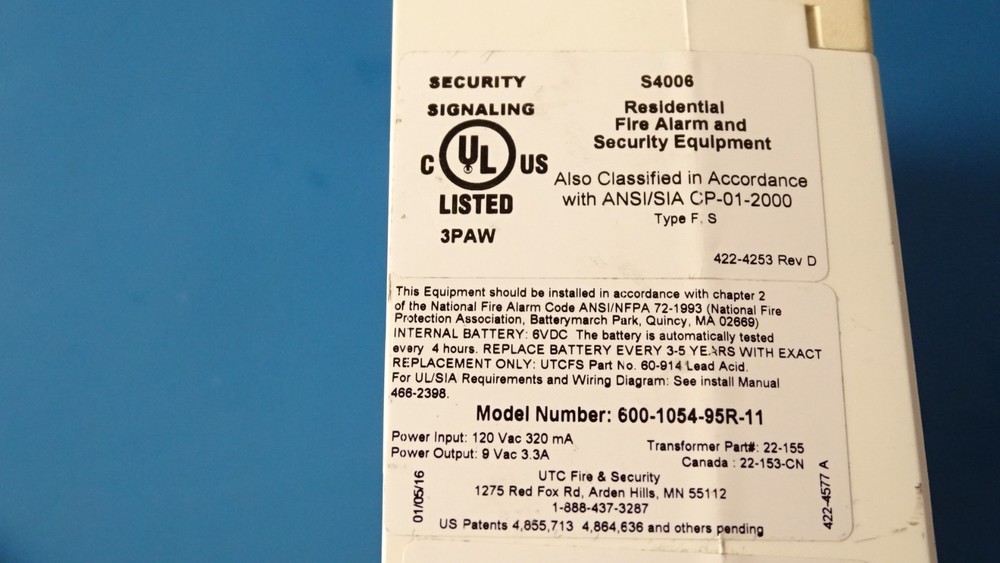 SECURITY
SIGNALING
C UL US
LISTED
3PAW
S4006
Residential
Fire Alarm and
Security Equipment
Also Classified in Accordance
with ANSI/SIA CP-01-2000
Type F, S
422-4253 Rev D
This Equipment should be installed in accordance with chapter 2
of the National Fire Alarm Code ANSI/NFPA 72-1993 (National Fire
Protection Association, Batterymarch Park, Quincy, MA 02669)
INTERNAL BATTERY: 6VDC The battery is automatically tested
every 4 hours. REPLACE BATTERY EVERY 3-5 YEARS WITH EXACT
REPLACEMENT ONLY: UTCFS Part No. 60-914 Lead Acid.
For UL/SIA Requirements and Wiring Diagram: See install Manual
466-2398.
Model Number: 600-1054-95R-11
Power Input: 120 Vac 320 mA
Power Output: 9 Vac 3.3A
Transformer Part#: 22-155
Canada : 22-153-CN
UTC Fire & Security
1275 Red Fox Rd, Arden Hills, MN 55112
1-888-437-3287
US Patents 4,855,713 4,864,636 and others pending
01/05/16
422-4577 A